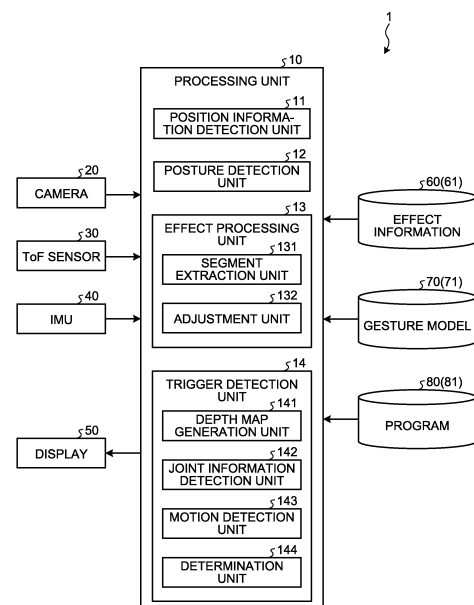 1
10
PROCESSING UNIT
11
POSITION INFORMA-
TION DETECTION UNIT
12
POSTURE DETECTION
UNIT
20
CAMERA
30
ToF SENSOR
40
IMU
50
DISPLAY
13
EFFECT PROCESSING
UNIT
131
SEGMENT
EXTRACTION UNIT
132
ADJUSTMENT UNIT
14
TRIGGER DETECTION
UNIT
141
DEPTH MAP
GENERATION UNIT
142
JOINT INFORMATION
DETECTION UNIT
143
MOTION DETECTION
UNIT
144
DETERMINATION
UNIT
60(61)
EFFECT
INFORMATION
70(71)
GESTURE MODEL
80(81)
PROGRAM